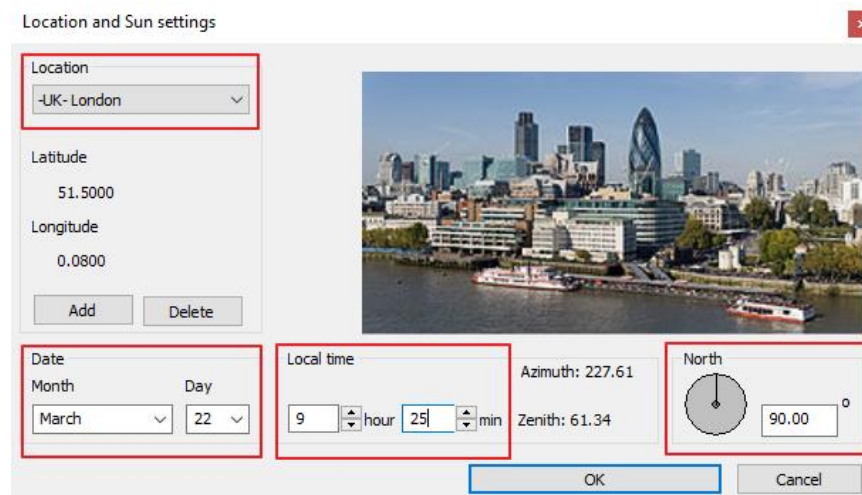 Location and Sun settings
Location
-UK- London
Latitude
51.5000
Longitude
0.0800
Add Delete
Date
Month Day
March 22
Local time
9 hour 25 min
Azimuth: 227.61
Zenith: 61.34
North
90.00 °
OK Cancel